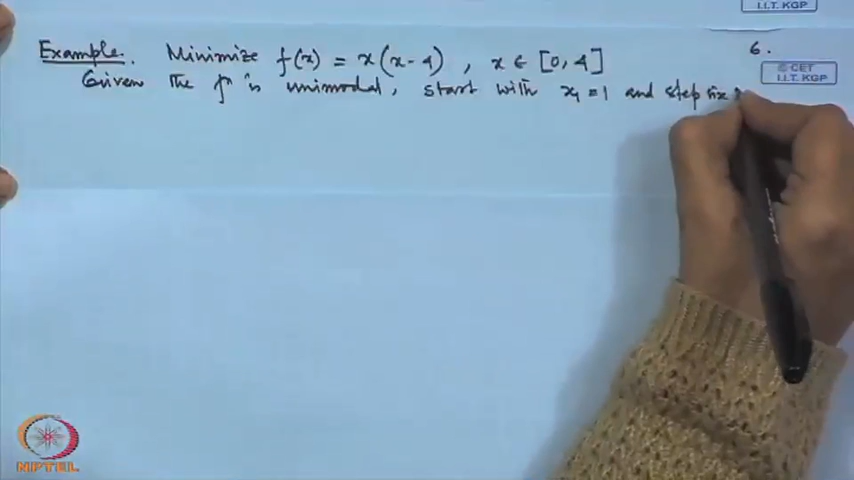 I.I.T. KGP
6.
Example. Minimize f(x) = x(x-4), x ∈ [0,4]
© CET
I.I.T. KGP
Given the fn is unimodal, start with x₁ = 1 and step size
NPTEL